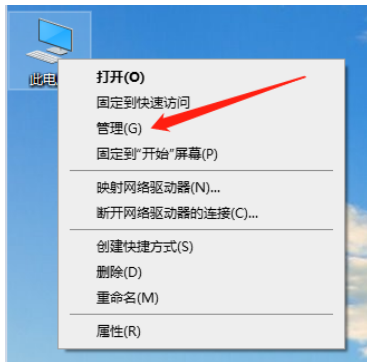 此电
打开(O)
固定到快速访问
管理(G)
固定到"开始"屏幕(P)
映射网络驱动器(N)...
断开网络驱动器的连接(C)...
创建快捷方式(S)
删除(D)
重命名(M)
属性(R)